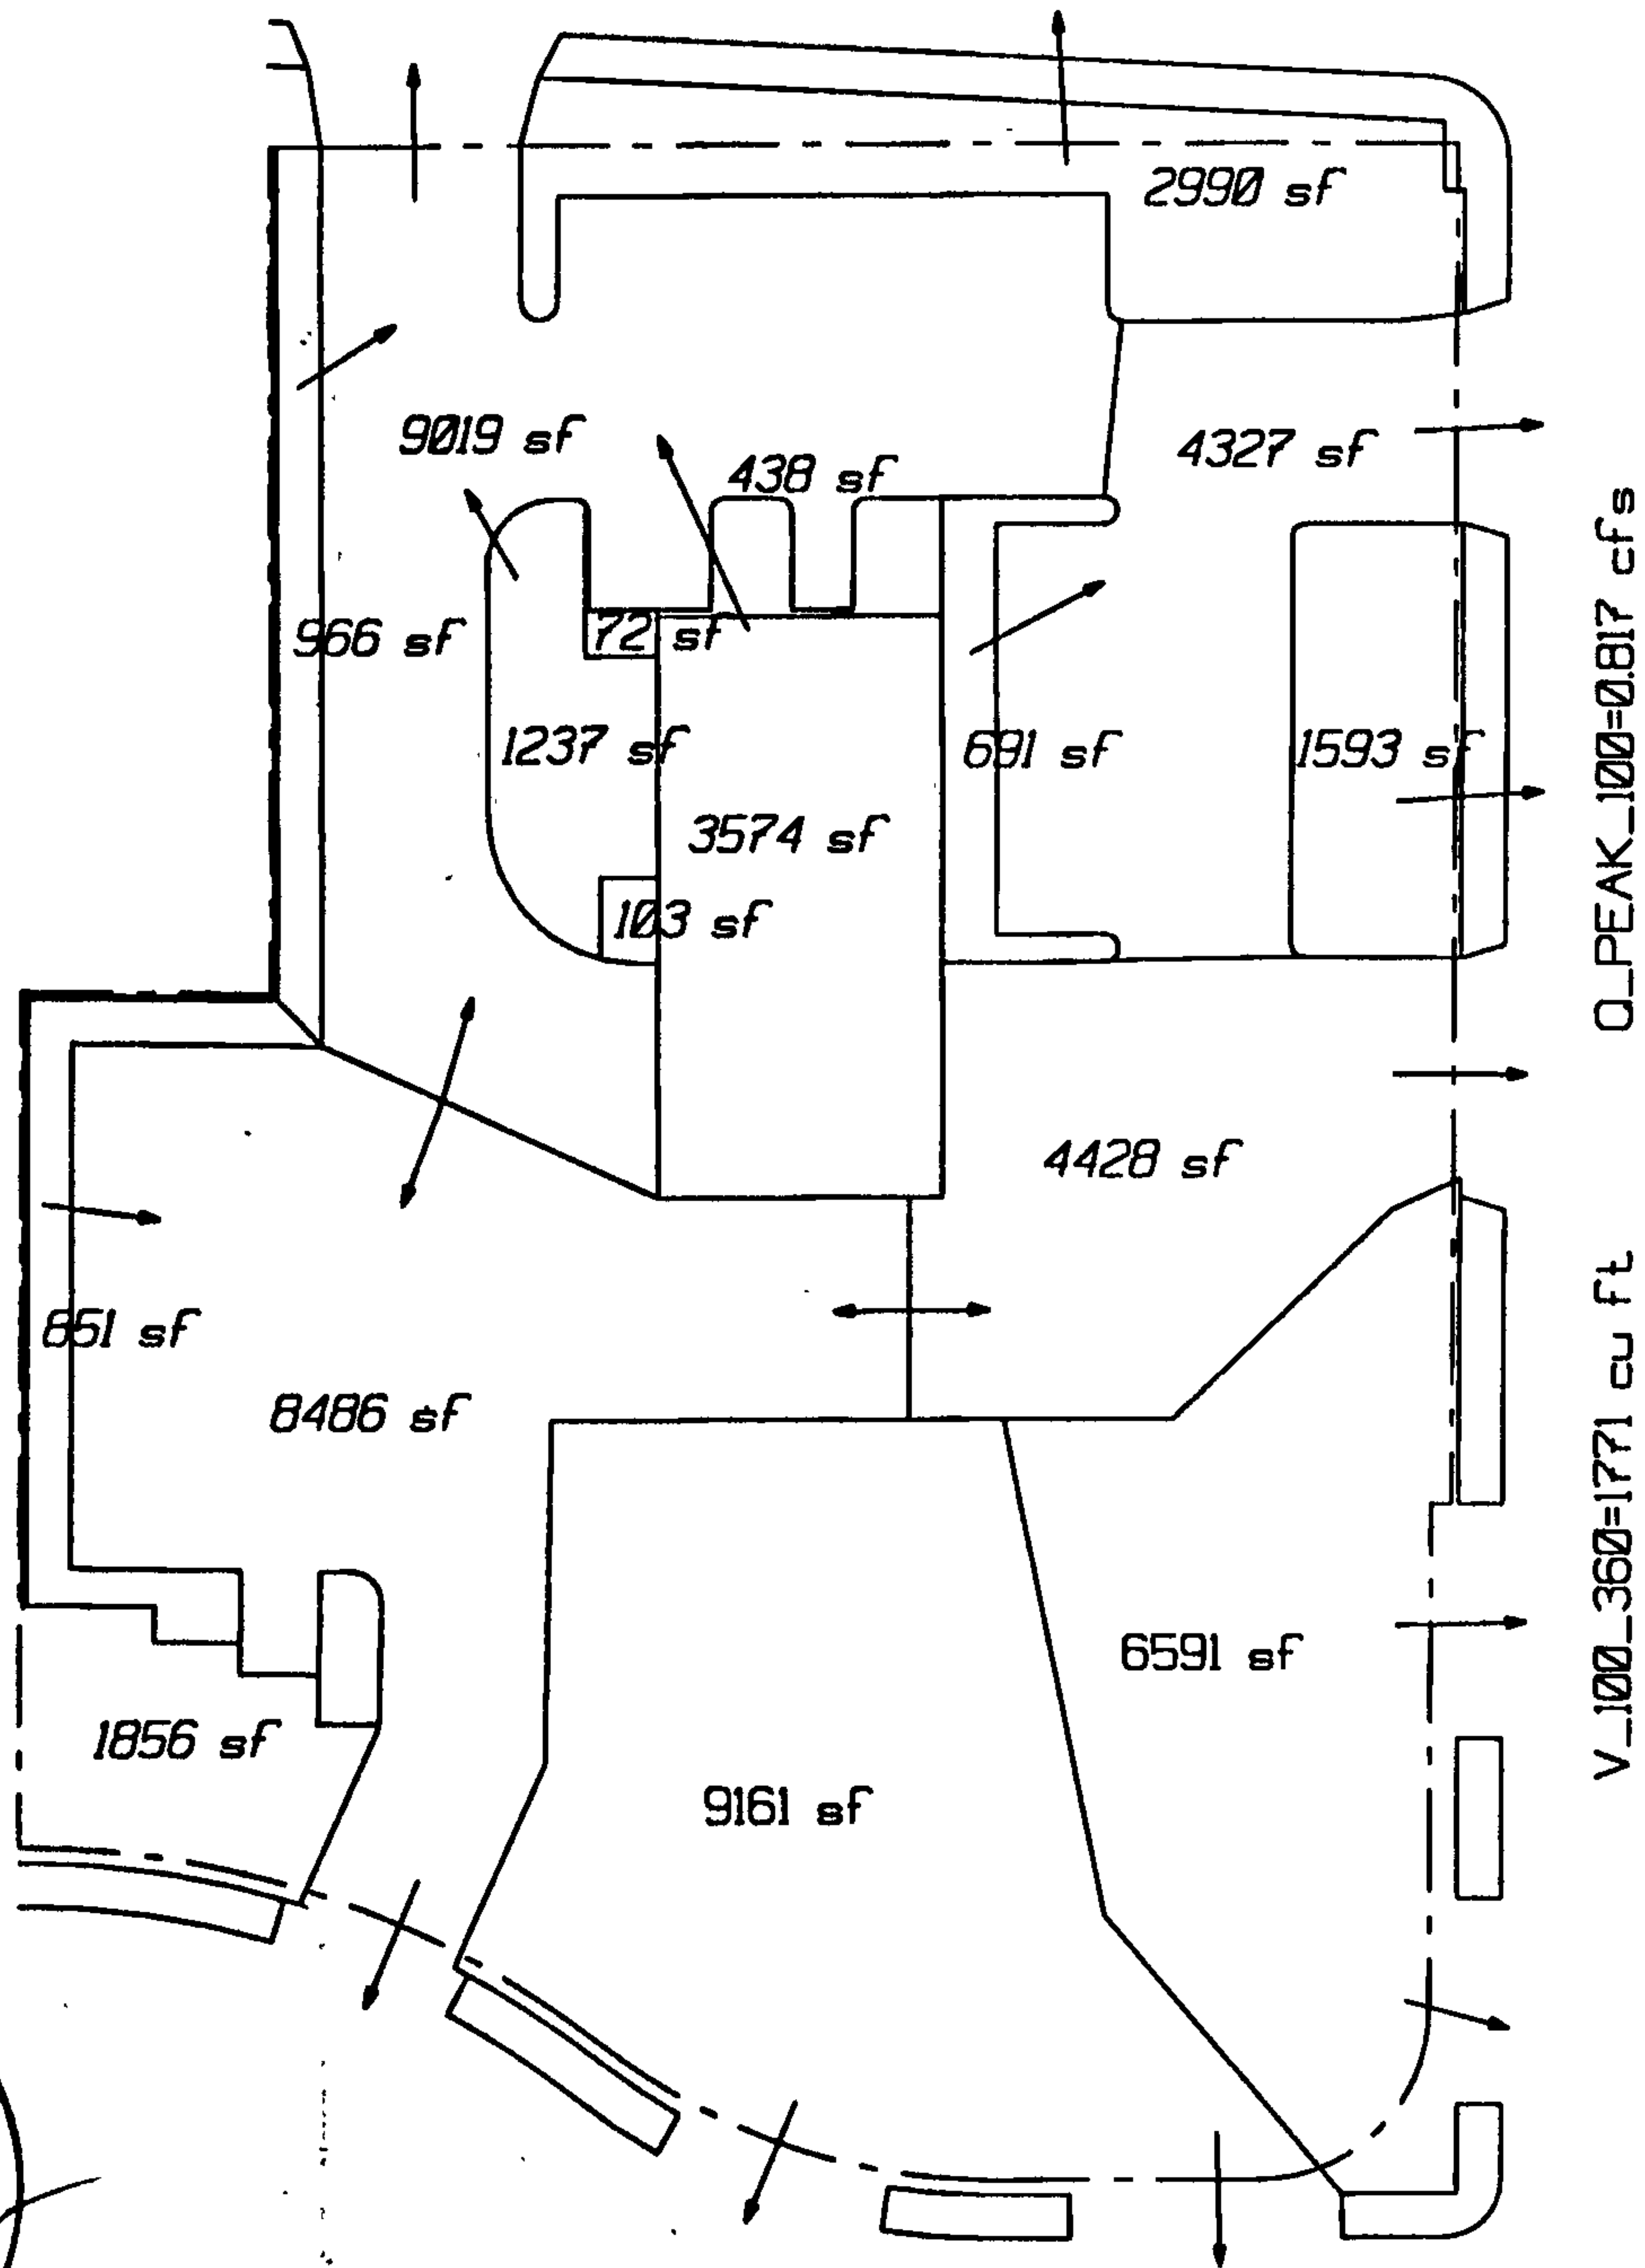 2990 sf
9019 sf
438 sf
4327 sf
966 sf
72 sf
1237 sf
691 sf
1593 sf
3574 sf
103 sf
4428 sf
851 sf
8486 sf
6591 sf
1856 sf
9161 sf
V_100_360=1771 cu ft
Q_PEAK_100=0.817 cfs